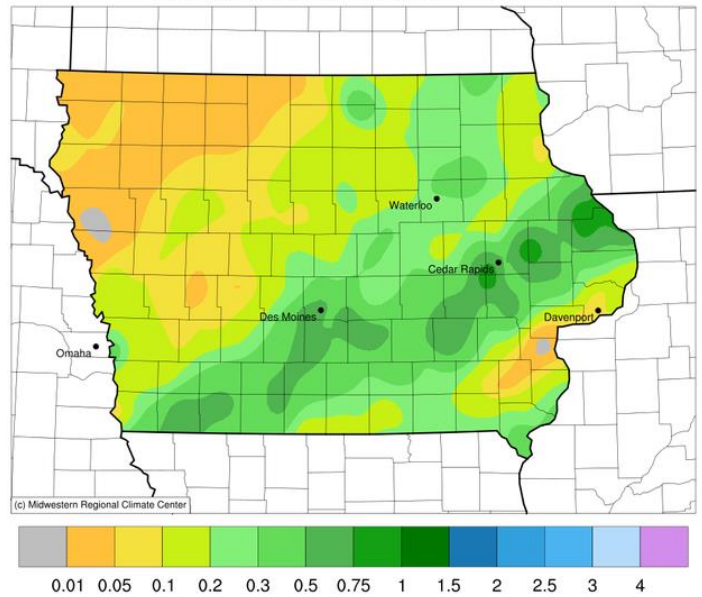 Waterloo
Cedar Rapids
Des Moines
Davenport
Omaha
(c) Midwestern Regional Climate Center
0.01 0.05 0.1 0.2 0.3 0.5 0.75 1 1.5 2 2.5 3 4